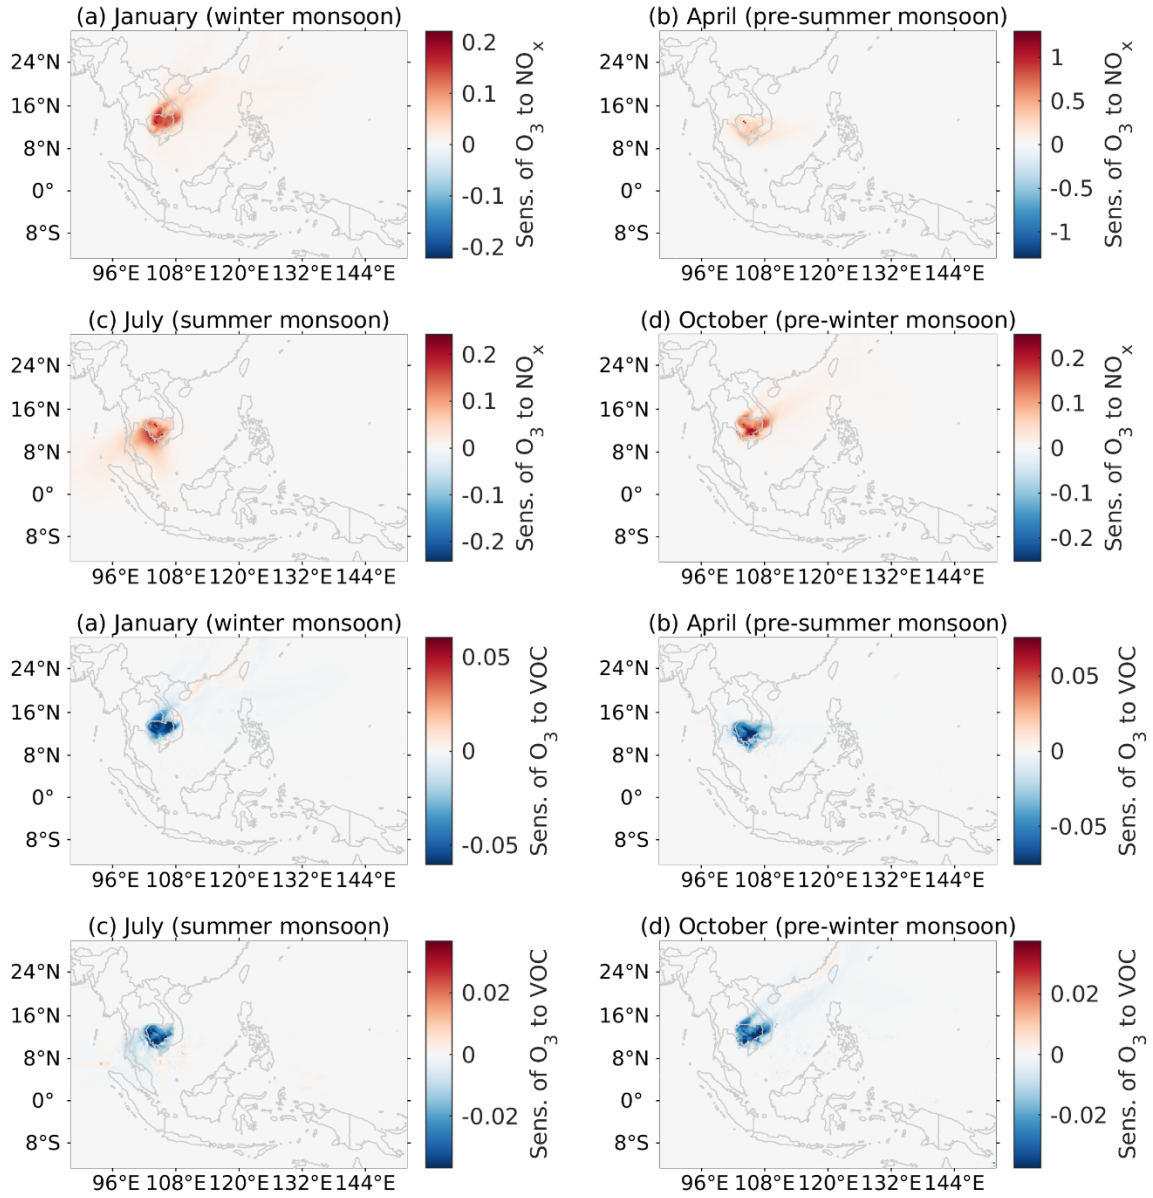 (a) January (winter monsoon)
24°N
16°N
8°N
0°
8°S
96°E 108°E 120°E 132°E 144°E
0.2
0.1
0
-0.1
-0.2
Sens. of O3 to NOx
(b) April (pre-summer monsoon)
24°N
16°N
8°N
0°
8°S
96°E 108°E 120°E 132°E 144°E
1
0.5
0
-0.5
-1
Sens. of O3 to NOx
(c) July (summer monsoon)
24°N
16°N
8°N
0°
8°S
96°E 108°E 120°E 132°E 144°E
0.2
0.1
0
-0.1
-0.2
Sens. of O3 to NOx
(d) October (pre-winter monsoon)
24°N
16°N
8°N
0°
8°S
96°E 108°E 120°E 132°E 144°E
0.2
0.1
0
-0.1
-0.2
Sens. of O3 to NOx
(a) January (winter monsoon)
24°N
16°N
8°N
0°
8°S
96°E 108°E 120°E 132°E 144°E
0.05
0
-0.05
Sens. of O3 to VOC
(b) April (pre-summer monsoon)
24°N
16°N
8°N
0°
8°S
96°E 108°E 120°E 132°E 144°E
0.05
0
-0.05
Sens. of O3 to VOC
(c) July (summer monsoon)
24°N
16°N
8°N
0°
8°S
96°E 108°E 120°E 132°E 144°E
0.02
0
-0.02
Sens. of O3 to VOC
(d) October (pre-winter monsoon)
24°N
16°N
8°N
0°
8°S
96°E 108°E 120°E 132°E 144°E
0.02
0
-0.02
Sens. of O3 to VOC